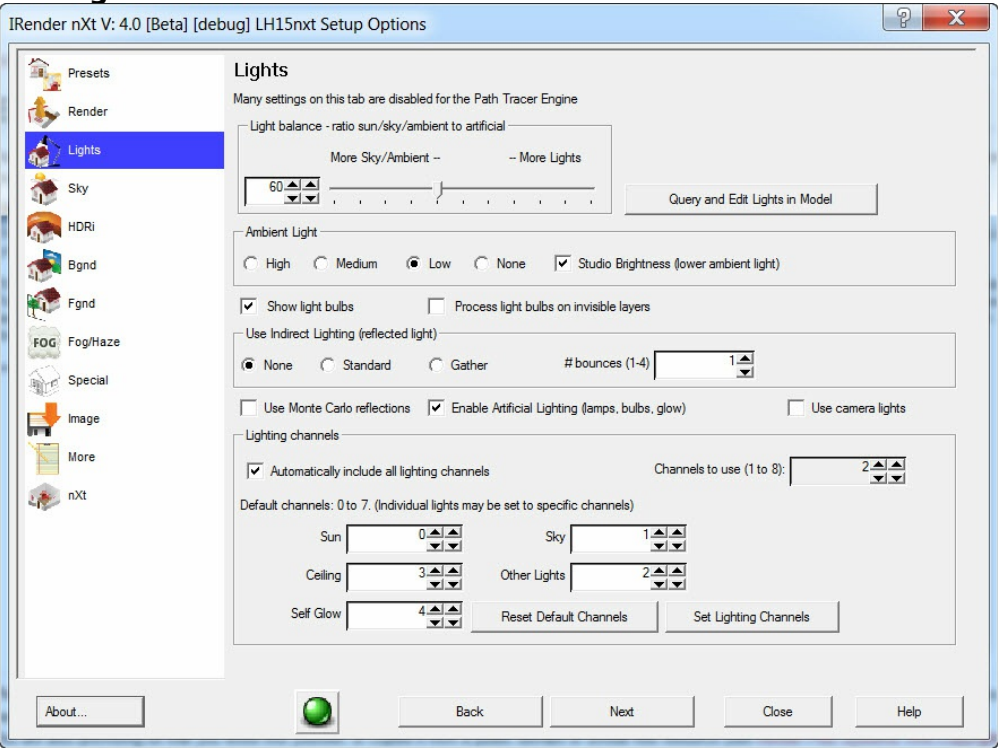 IRender nXt V: 4.0 [Beta] [debug] LH15nxt Setup Options
Presets
Render
Lights
Sky
HDRi
Bgnd
Fgnd
FOG Fog/Haze
Special
Image
More
nXt
Lights
Many settings on this tab are disabled for the Path Tracer Engine
Light balance - ratio sun/sky/ambient to artificial
More Sky/Ambient -- -- More Lights
60
Query and Edit Lights in Model
Ambient Light
High Medium Low None Studio Brightness (lower ambient light)
Show light bulbs Process light bulbs on invisible layers
Use Indirect Lighting (reflected light)
None Standard Gather # bounces (1-4) 1
Use Monte Carlo reflections Enable Artificial Lighting (lamps, bulbs, glow) Use camera lights
Lighting channels
Automatically include all lighting channels Channels to use (1 to 8): 2
Default channels: 0 to 7. (Individual lights may be set to specific channels)
Sun 0 Sky 1
Ceiling 3 Other Lights 2
Self Glow 4 Reset Default Channels Set Lighting Channels
About... Back Next Close Help